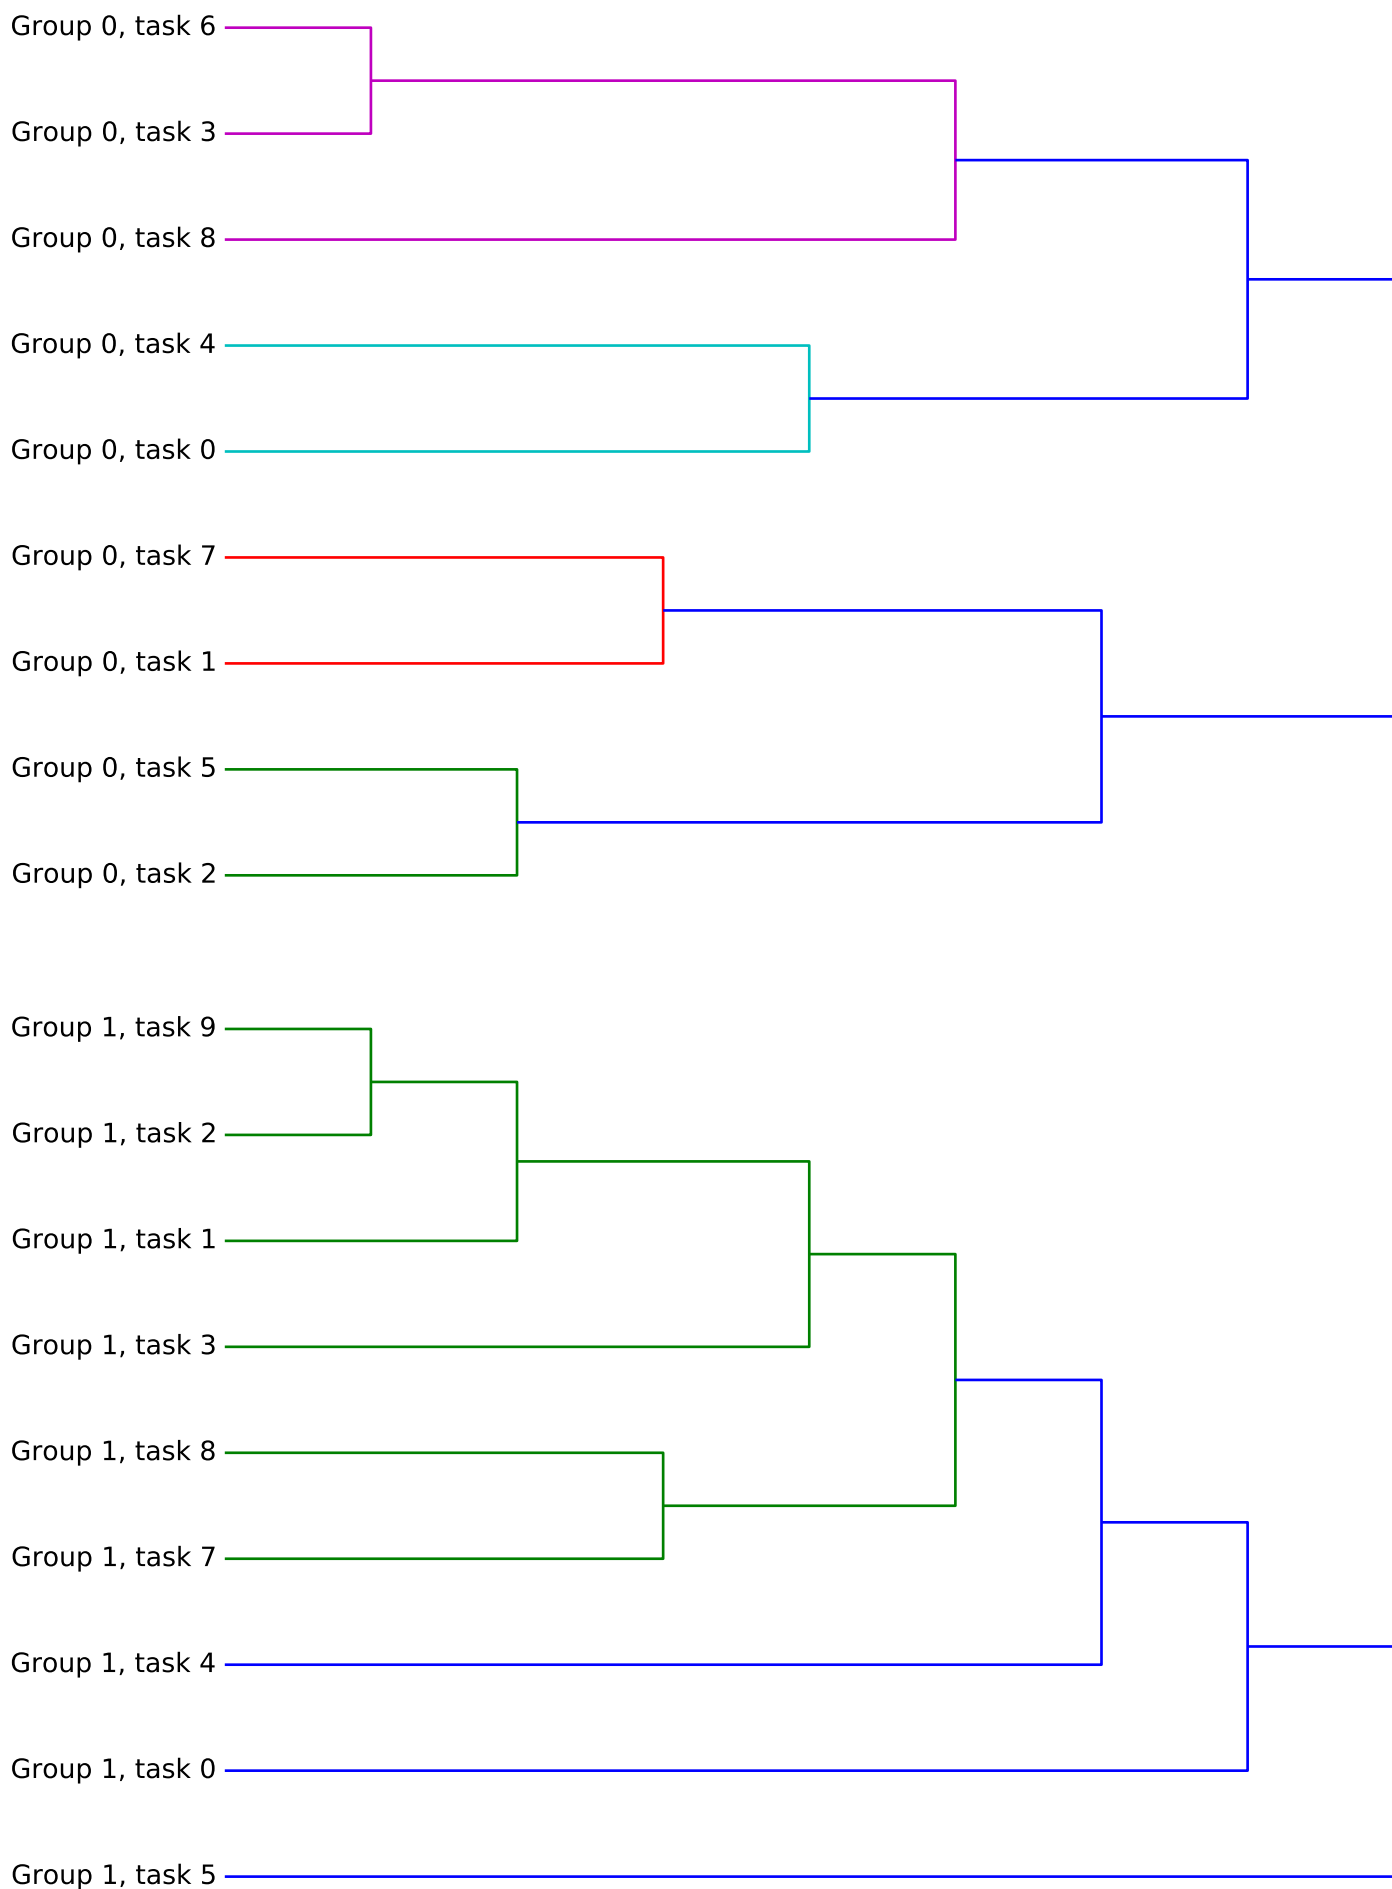 Group 0, task 6
Group 0, task 3
Group 0, task 8
Group 0, task 4
Group 0, task 0
Group 0, task 7
Group 0, task 1
Group 0, task 5
Group 0, task 2
Group 1, task 9
Group 1, task 2
Group 1, task 1
Group 1, task 3
Group 1, task 8
Group 1, task 7
Group 1, task 4
Group 1, task 0
Group 1, task 5